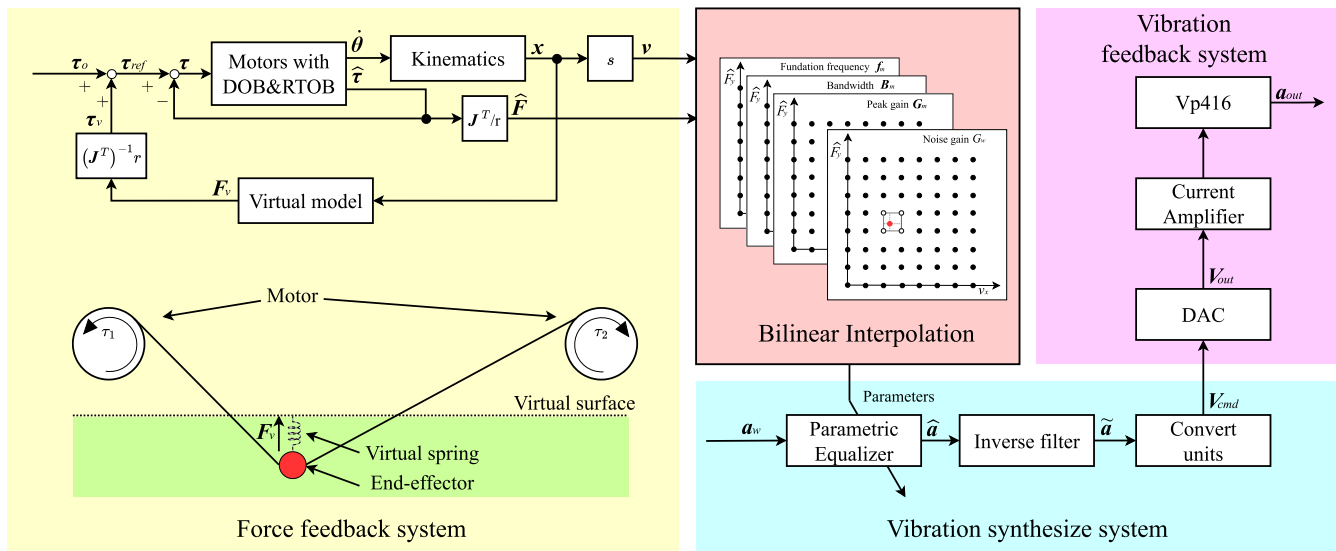 τo
+
τref
+
τ
−
+
τv
Motors with
DOB&RTOB
θ̇
τ̂
Kinematics
x
s
v
J^T/r
F̂
(J^T)^−1 r
Fv
Virtual model
Motor
τ1
τ2
Virtual surface
Fv
Virtual spring
End-effector
Force feedback system
Fundation frequency fm
F̂y
Bandwidth Bm
F̂y
Peak gain Gm
F̂y
Noise gain Gw
F̂y
vx
Bilinear Interpolation
Parameters
aw
Parametric
Equalizer
â
Inverse filter
ã
Convert
units
Vibration synthesize system
Vibration
feedback system
Vp416
aout
Current
Amplifier
Vout
DAC
Vcmd